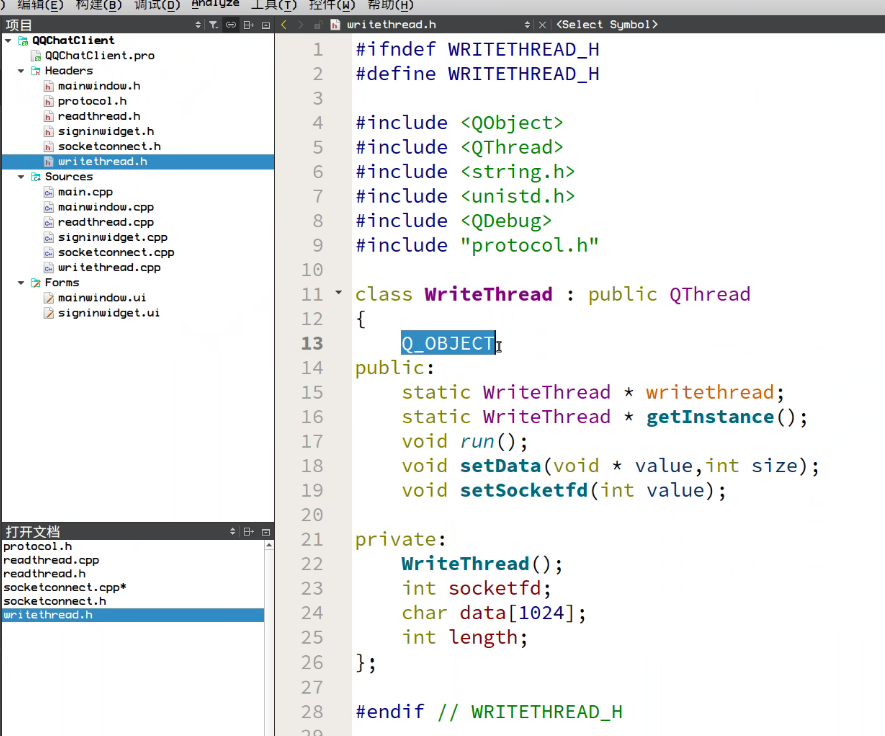 ) 编辑(E) 构建(B) 调试(D) Analyze 工具(T) 控件(W) 帮助(H)
项目
writethread.h
<Select Symbol>
QQChatClient
QQChatClient.pro
Headers
mainwindow.h
protocol.h
readthread.h
signinwidget.h
socketconnect.h
writethread.h
Sources
main.cpp
mainwindow.cpp
readthread.cpp
signinwidget.cpp
socketconnect.cpp
writethread.cpp
Forms
mainwindow.ui
signinwidget.ui
打开文档
protocol.h
readthread.cpp
readthread.h
socketconnect.cpp*
socketconnect.h
writethread.h
1 #ifndef WRITETHREAD_H
2 #define WRITETHREAD_H
3
4 #include <QObject>
5 #include <QThread>
6 #include <string.h>
7 #include <unistd.h>
8 #include <QDebug>
9 #include "protocol.h"
10
11 class WriteThread : public QThread
12 {
13 Q_OBJECT
14 public:
15 static WriteThread * writethread;
16 static WriteThread * getInstance();
17 void run();
18 void setData(void * value,int size);
19 void setSocketfd(int value);
20
21 private:
22 WriteThread();
23 int socketfd;
24 char data[1024];
25 int length;
26 };
27
28 #endif // WRITETHREAD_H
29